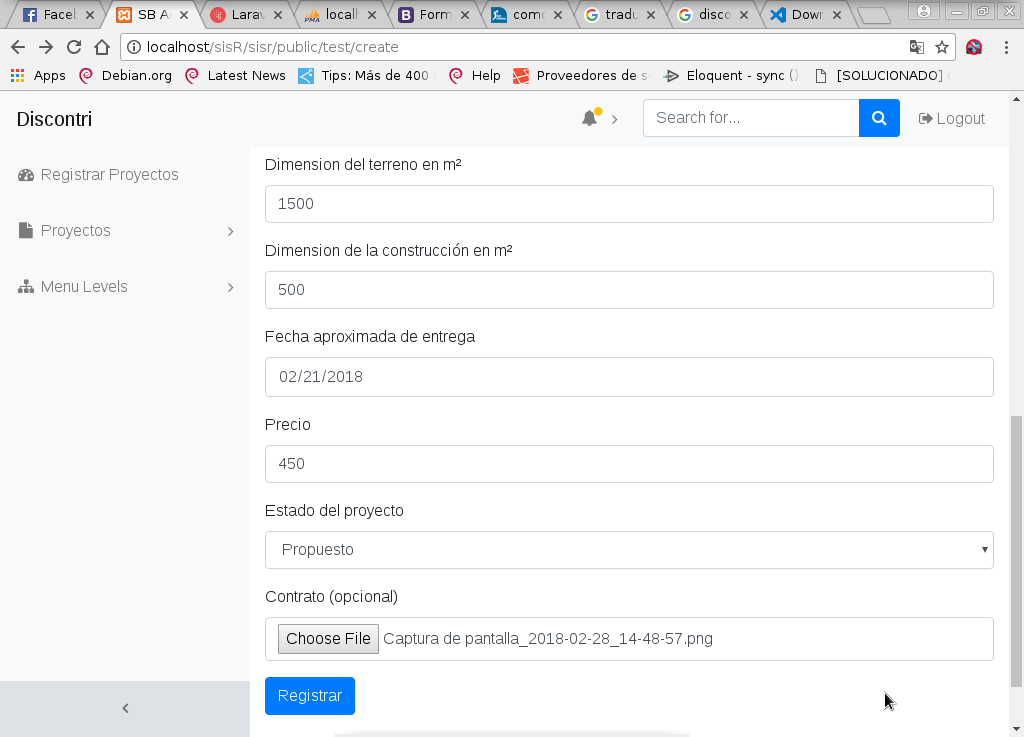 Faceb
SB A
Larav
PMA
locall
Form
como
tradu
disco
Down
localhost/sisR/sisr/public/test/create
Apps
Debian.org
Latest News
Tips: Más de 400
Help
Proveedores de s
Eloquent - sync ()
[SOLUCIONADO]
Discontri
Search for...
Logout
Registrar Proyectos
Proyectos
Menu Levels
Dimension del terreno en m²
1500
Dimension de la construcción en m²
500
Fecha aproximada de entrega
02/21/2018
Precio
450
Estado del proyecto
Propuesto
Contrato (opcional)
Choose File Captura de pantalla_2018-02-28_14-48-57.png
Registrar